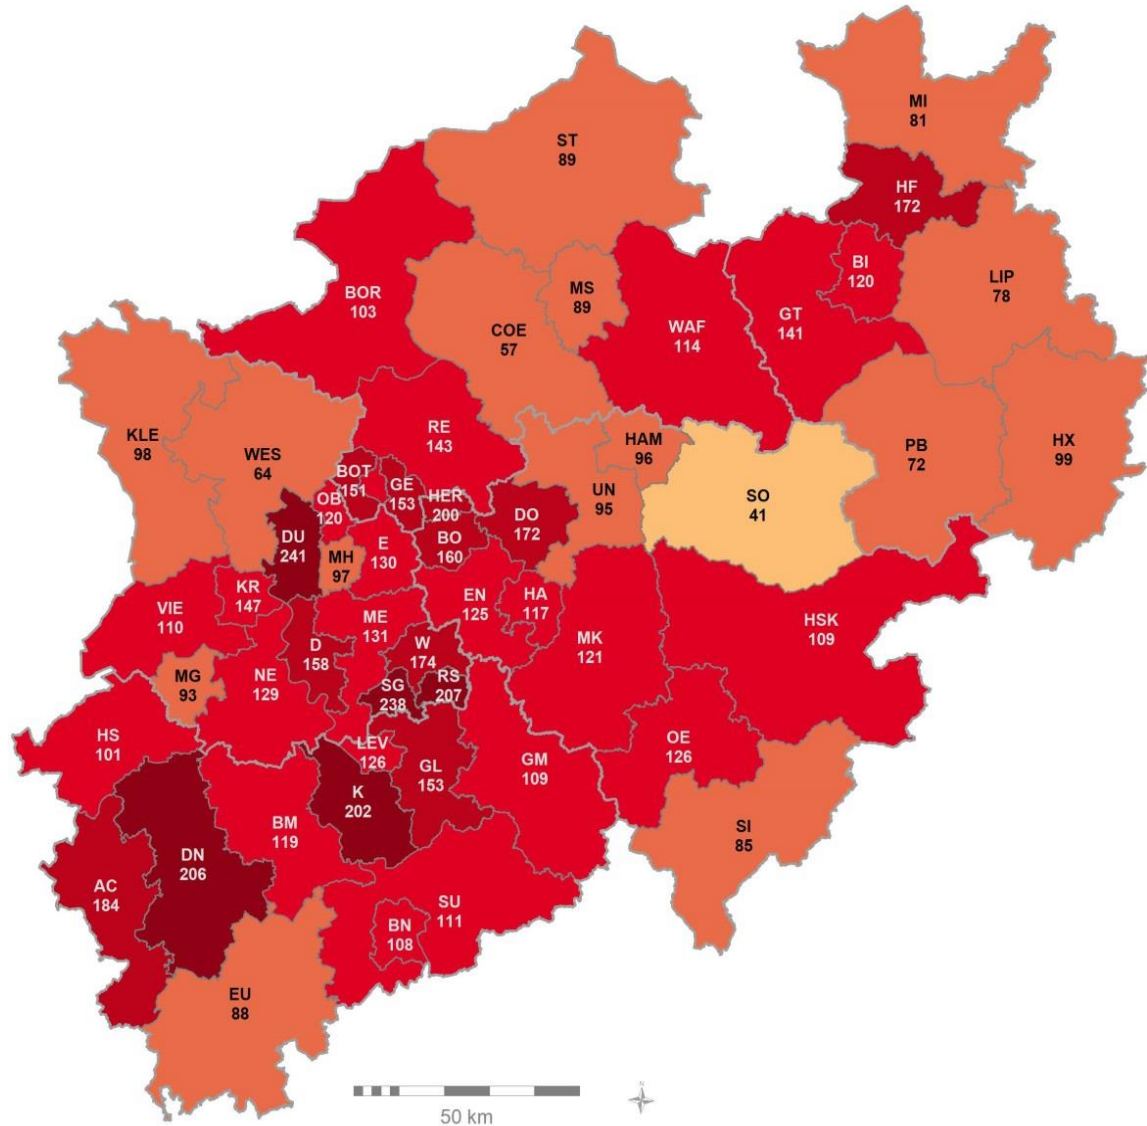 MI
81
ST
89
HF
172
BI
120
LIP
78
MS
89
BOR
103
GT
141
WAF
114
COE
57
RE
143
KLE
98
WES
64
HAM
96
PB
72
HX
99
BOT
151
GE
153
HER
200
UN
95
SO
41
OB
120
DO
172
DU
241
E
130
BO
160
MH
97
KR
147
EN
125
HA
117
VIE
110
ME
131
HSK
109
D
158
W
174
MK
121
MG
93
NE
129
SG
238
RS
207
HS
101
LEV
126
OE
126
GL
153
GM
109
K
202
BM
119
SI
85
DN
206
AC
184
SU
111
BN
108
EU
88
N
50 km